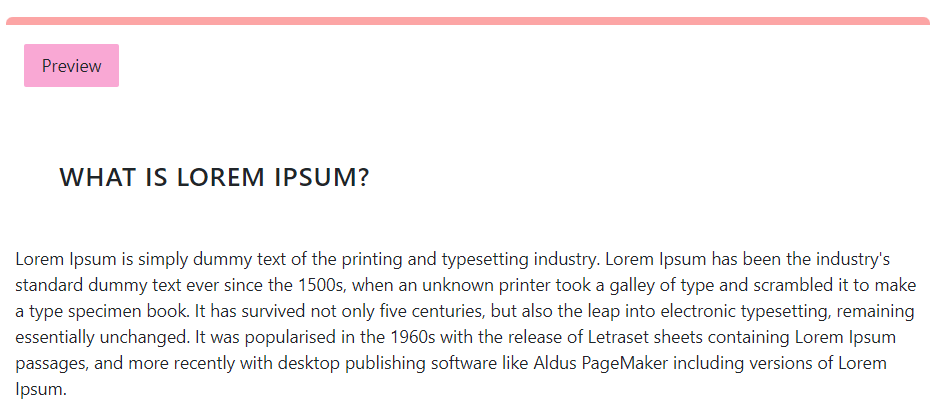 Preview
WHAT IS LOREM IPSUM?
Lorem Ipsum is simply dummy text of the printing and typesetting industry. Lorem Ipsum has been the industry's
standard dummy text ever since the 1500s, when an unknown printer took a galley of type and scrambled it to make
a type specimen book. It has survived not only five centuries, but also the leap into electronic typesetting, remaining
essentially unchanged. It was popularised in the 1960s with the release of Letraset sheets containing Lorem Ipsum
passages, and more recently with desktop publishing software like Aldus PageMaker including versions of Lorem
Ipsum.